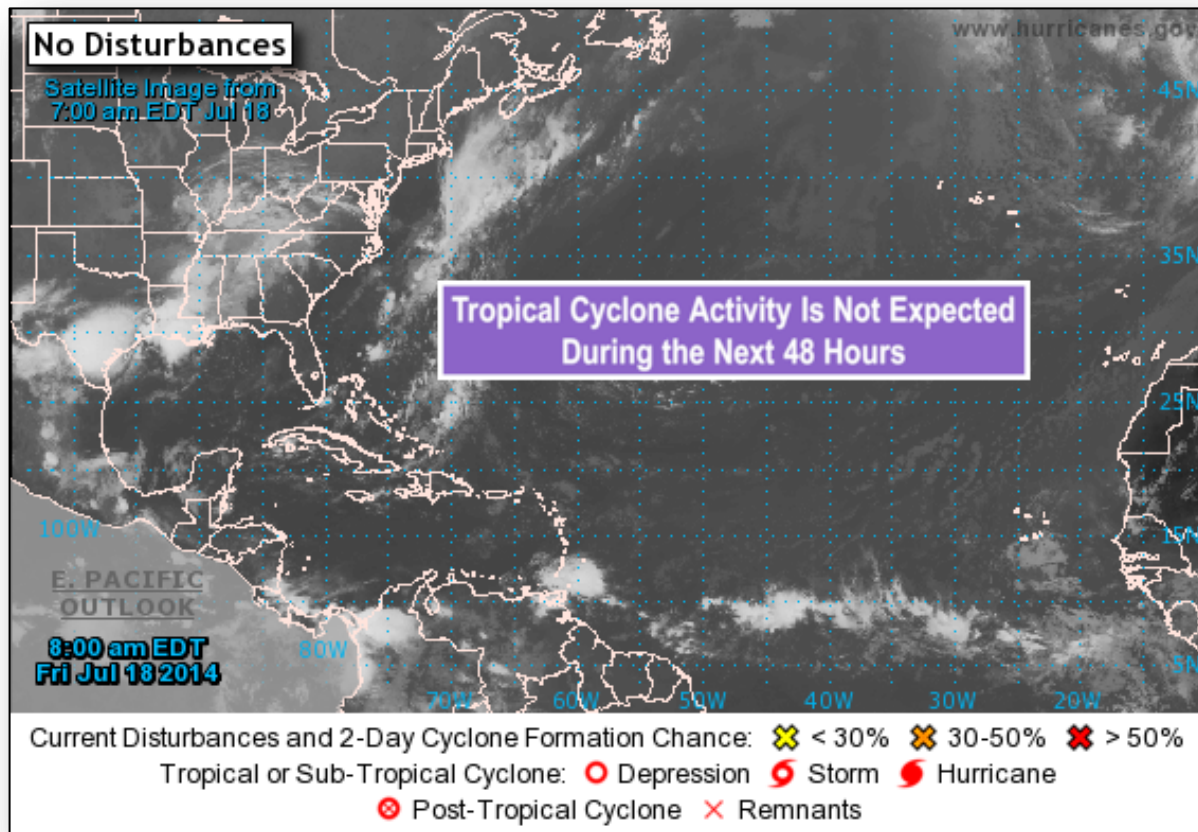 No Disturbances
www.hurricanes.gov
Satellite Image from
7:00 am EDT Jul 18
45N
35N
Tropical Cyclone Activity Is Not Expected
During the Next 48 Hours
25N
100W
15N
E. PACIFIC
OUTLOOK
8:00 am EDT
Fri Jul 18 2014
80W
5N
70W 60W 50W 40W 30W 20W
Current Disturbances and 2-Day Cyclone Formation Chance: < 30% 30-50% > 50%
Tropical or Sub-Tropical Cyclone: Depression Storm Hurricane
Post-Tropical Cyclone Remnants